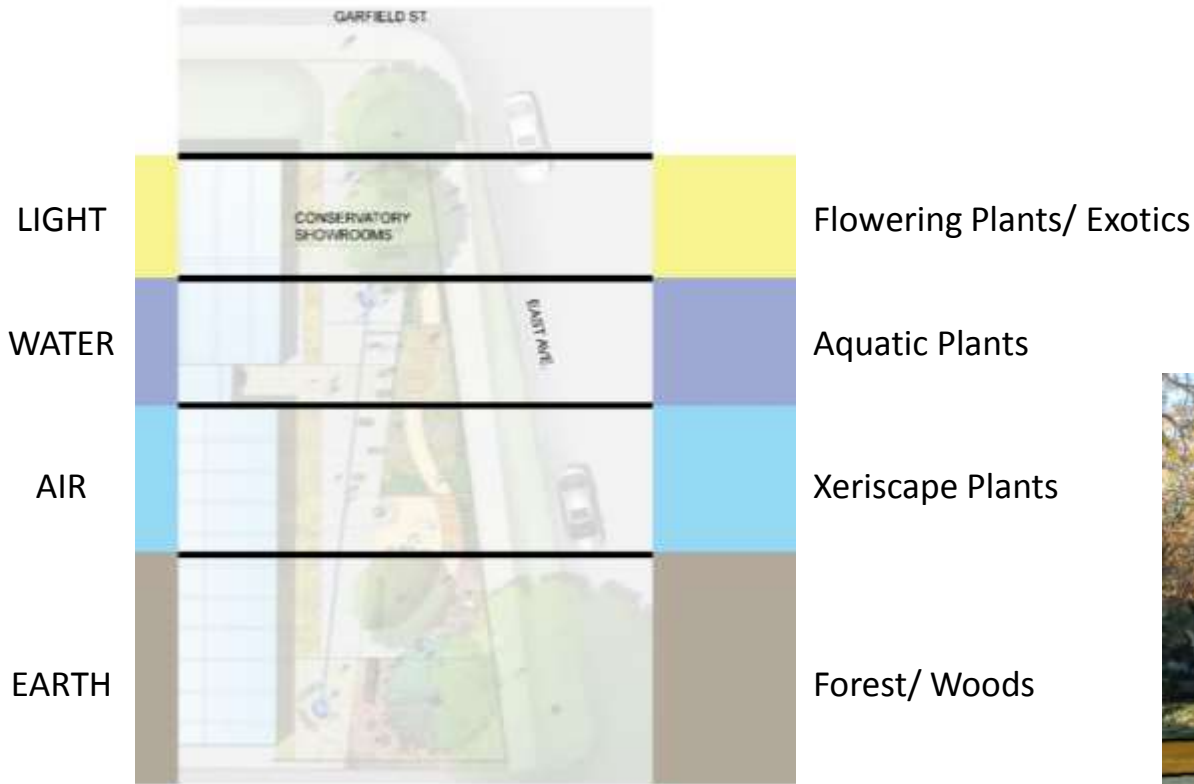 GARFIELD ST.
LIGHT
CONSERVATORY
SHOWROOMS
Flowering Plants/ Exotics
WATER
EAST AVE.
Aquatic Plants
AIR
Xeriscape Plants
EARTH
Forest/ Woods